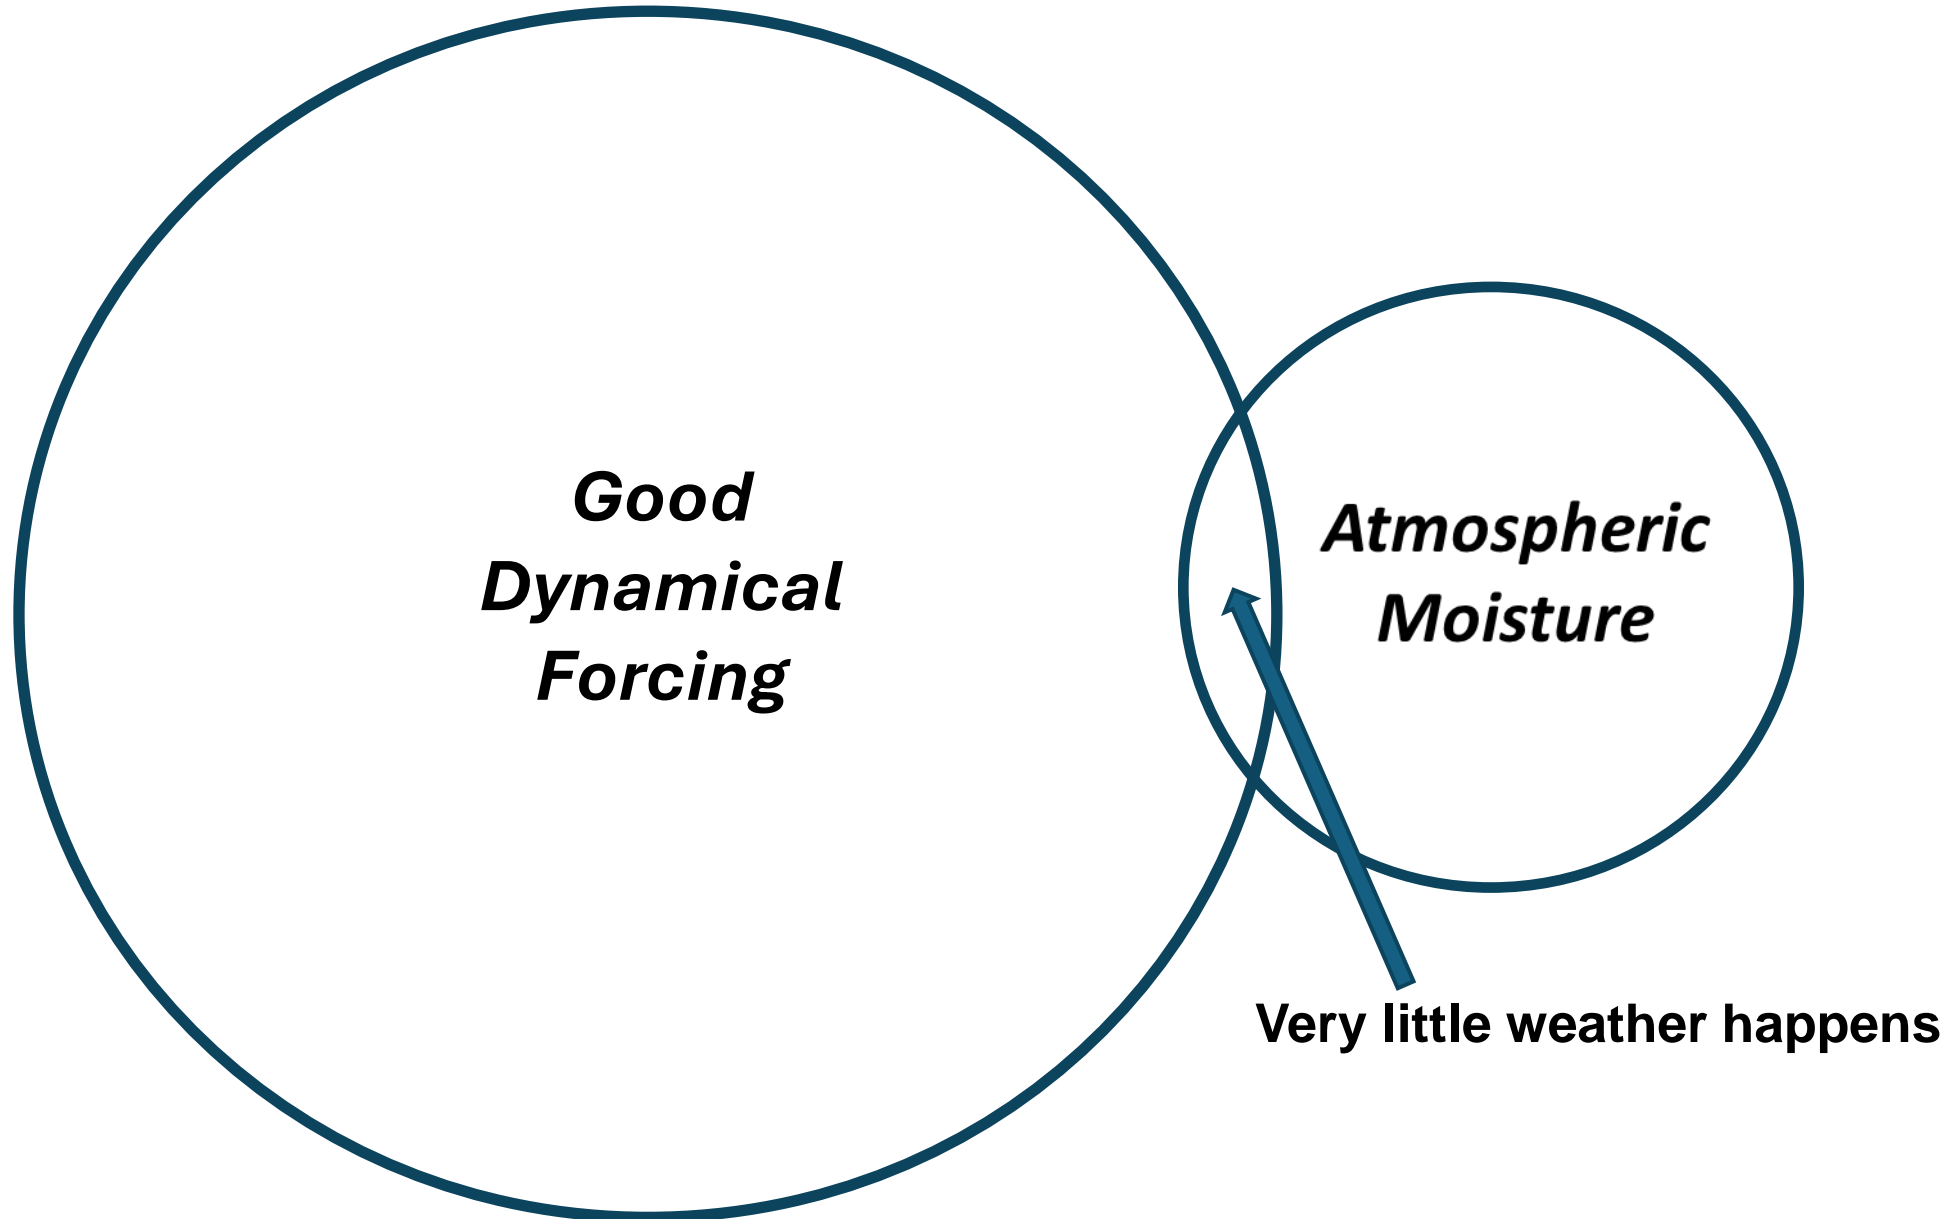 Good
Dynamical
Forcing
Atmospheric
Moisture
Very little weather happens